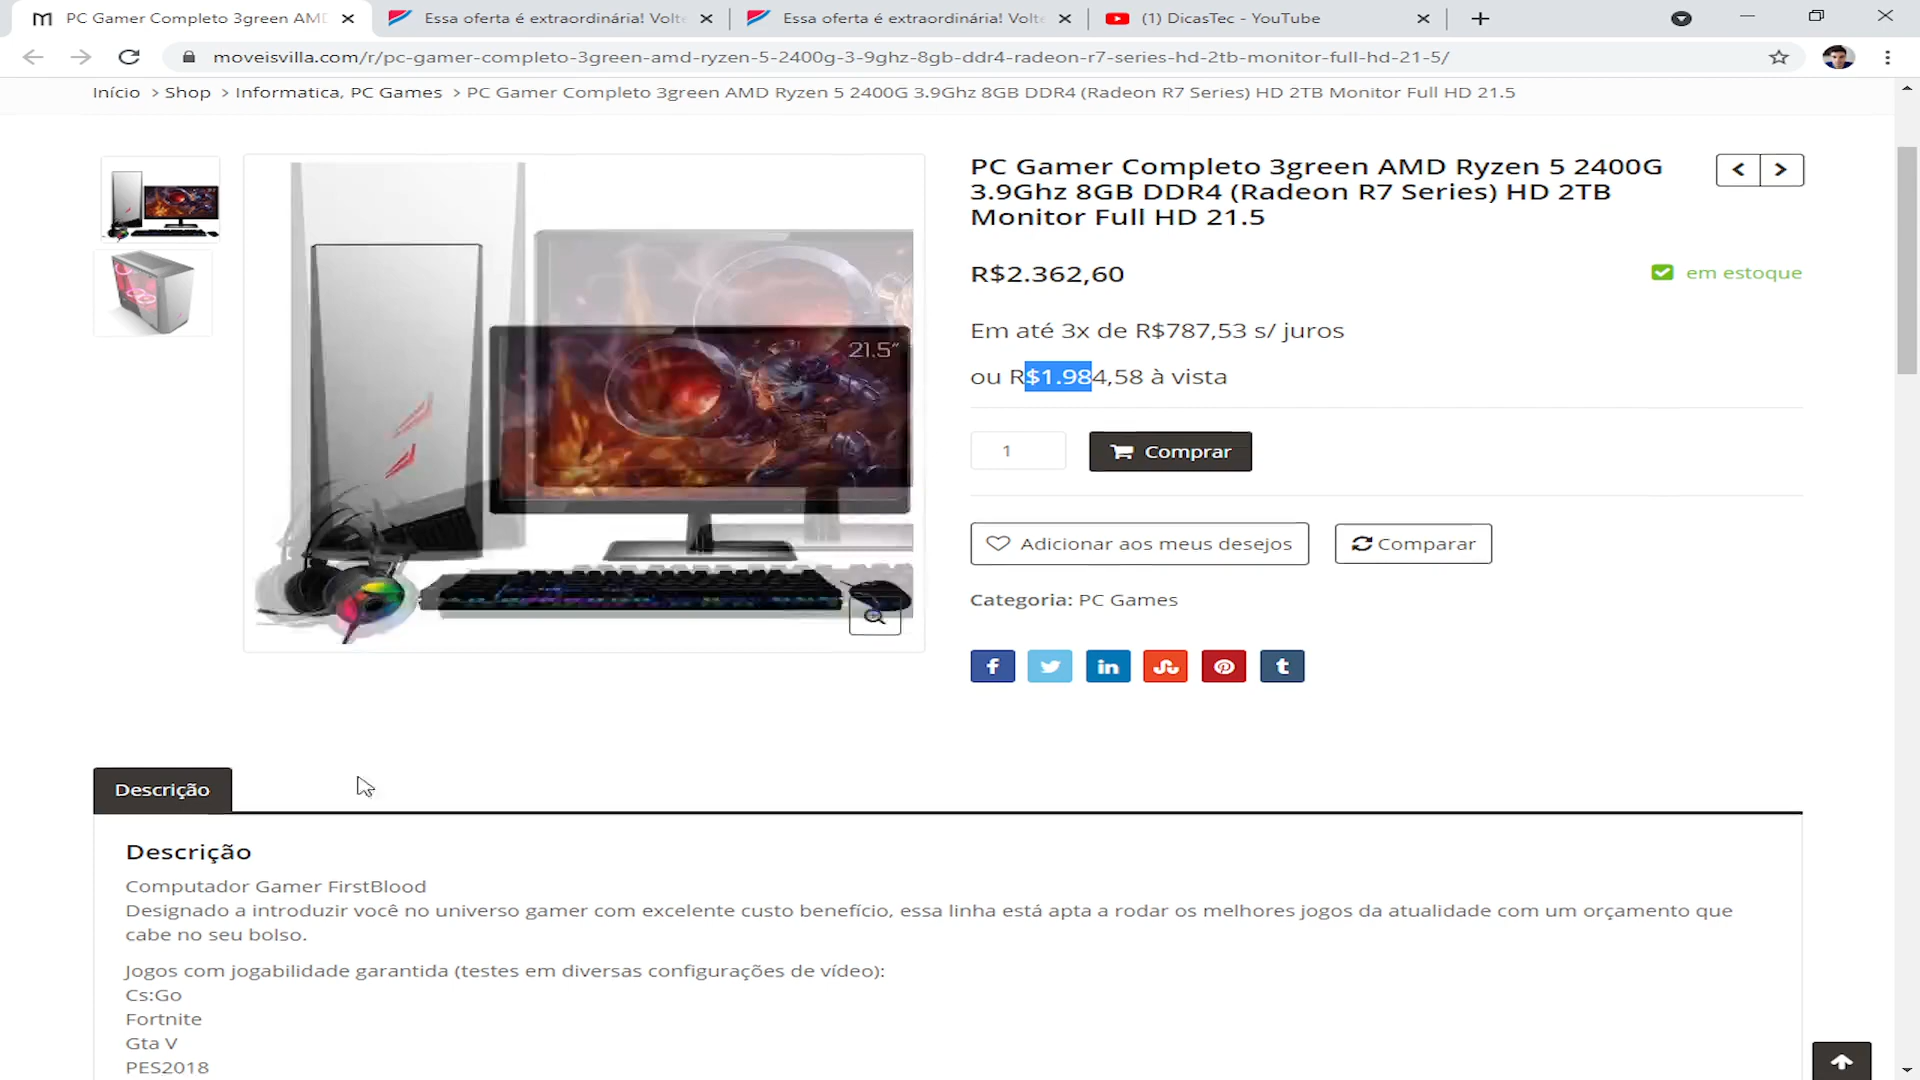 PC Gamer Completo 3green AMD
Essa oferta é extraordinária! Volte
Essa oferta é extraordinária! Volte
(1) DicasTec - YouTube
moveisvilla.com/r/pc-gamer-completo-3green-amd-ryzen-5-2400g-3-9ghz-8gb-ddr4-radeon-r7-series-hd-2tb-monitor-full-hd-21-5/
Início > Shop > Informatica, PC Games > PC Gamer Completo 3green AMD Ryzen 5 2400G 3.9Ghz 8GB DDR4 (Radeon R7 Series) HD 2TB Monitor Full HD 21.5
PC Gamer Completo 3green AMD Ryzen 5 2400G
3.9Ghz 8GB DDR4 (Radeon R7 Series) HD 2TB
Monitor Full HD 21.5
R$2.362,60
em estoque
Em até 3x de R$787,53 s/ juros
21.5"
ou R$1.984,58 à vista
1
Comprar
Adicionar aos meus desejos
Comparar
Categoria: PC Games
Descrição
Descrição
Computador Gamer FirstBlood
Designado a introduzir você no universo gamer com excelente custo benefício, essa linha está apta a rodar os melhores jogos da atualidade com um orçamento que
cabe no seu bolso.
Jogos com jogabilidade garantida (testes em diversas configurações de vídeo):
Cs:Go
Fortnite
Gta V
PES2018